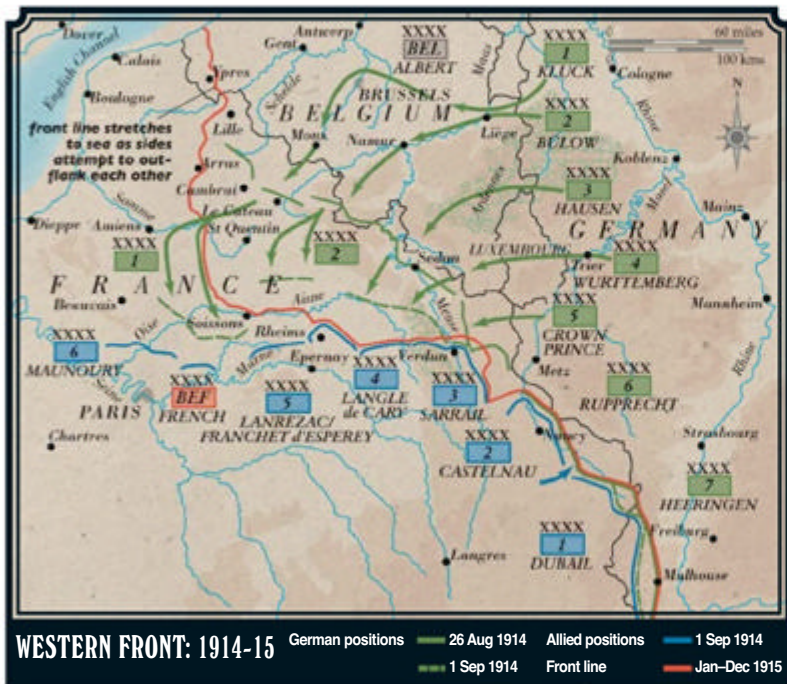 Dover
English Channel
Calais
Boulogne
Ypres
Gent
Antwerp
Schelde
Maas
XXXX
BEL
ALBERT
XXXX
1
KLUCK
60 miles
100 kms
Cologne
Rhine
N
BELGIUM
BRUSSELS
front line stretches
to sea as sides
attempt to out-
flank each other
Lille
Mons
Namur
Liège
XXXX
2
BÜLOW
Koblenz
Arras
Cambrai
Le Cateau
Ardennes
XXXX
3
HAUSEN
Mosel
Mainz
Somme
Dieppe
Amiens
St Quentin
XXXX
1
XXXX
2
Sedan
LUXEMBOURG
GERMANY
Trier
XXXX
4
WURTTEMBERG
FRANCE
Beauvais
Oise
Aisne
Soissons
Rheims
Meuse
XXXX
5
CROWN
PRINCE
Mannheim
Rhine
XXXX
6
MAUNOURY
Marne
Epernay
Verdun
Metz
XXXX
6
RUPPRECHT
Seine
PARIS
XXXX
BEF
FRENCH
XXXX
5
LANREZAC/
FRANCHET d'ESPEREY
XXXX
4
LANGLE
de CARY
XXXX
3
SARRAIL
Chartres
XXXX
2
CASTELNAU
Nancy
Strasbourg
XXXX
7
HEERINGEN
Langres
XXXX
1
DUBAIL
Freiburg
Mulhouse
WESTERN FRONT: 1914-15
German positions
26 Aug 1914
1 Sep 1914
Allied positions
1 Sep 1914
Front line
Jan–Dec 1915